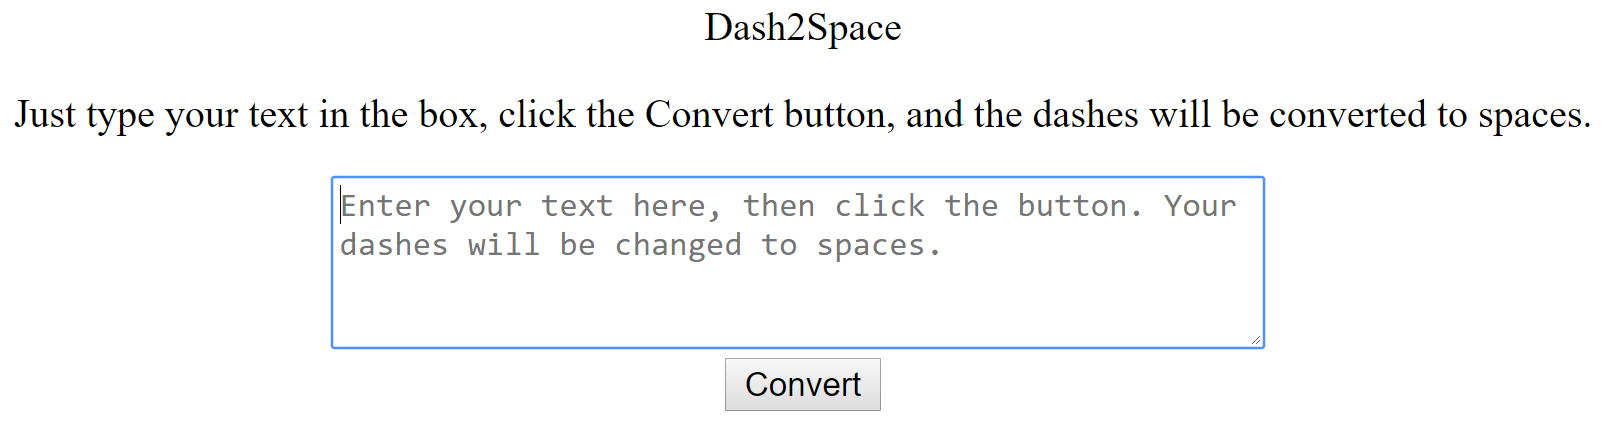 Dash2Space
Just type your text in the box, click the Convert button, and the dashes will be converted to spaces.
Enter your text here, then click the button. Your
dashes will be changed to spaces.
Convert